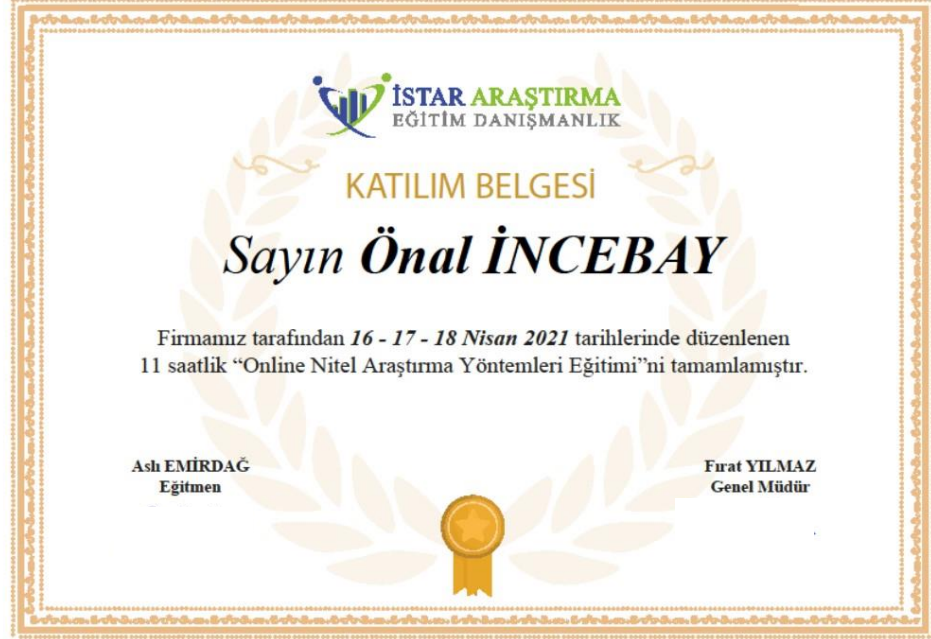 İSTAR ARAŞTIRMA
EĞİTİM DANIŞMANLIK
KATILIM BELGESİ
Sayın Önal İNCEBAY
Firmamız tarafından 16 - 17 - 18 Nisan 2021 tarihlerinde düzenlenen
11 saatlik “Online Nitel Araştırma Yöntemleri Eğitimi”ni tamamlamıştır.
Aslı EMİRDAĞ
Eğitmen
Fırat YILMAZ
Genel Müdür